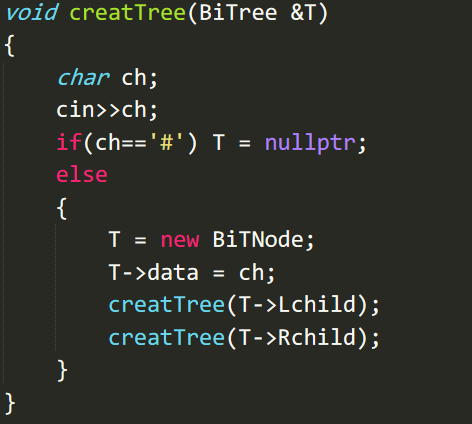 void creatTree(BiTree &T)
{
    char ch;
    cin>>ch;
    if(ch=='#') T = nullptr;
    else
    {
        T = new BiTNode;
        T->data = ch;
        creatTree(T->Lchild);
        creatTree(T->Rchild);
    }
}